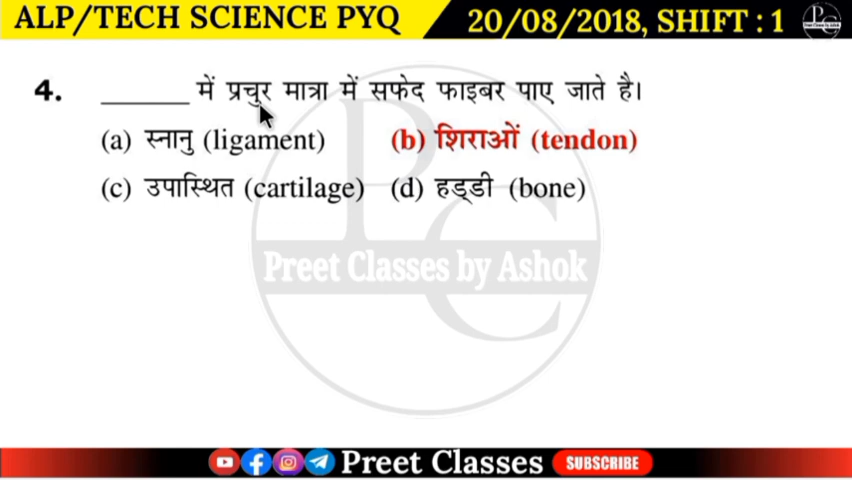 ALP/TECH SCIENCE PYQ 20/08/2018, SHIFT : 1
4. ______ में प्रचुर मात्रा में सफेद फाइबर पाए जाते है।
(a) स्नानु (ligament) (b) शिराओं (tendon)
(c) उपास्थित (cartilage) (d) हड्डी (bone)
Preet Classes by Ashok
Preet Classes SUBSCRIBE